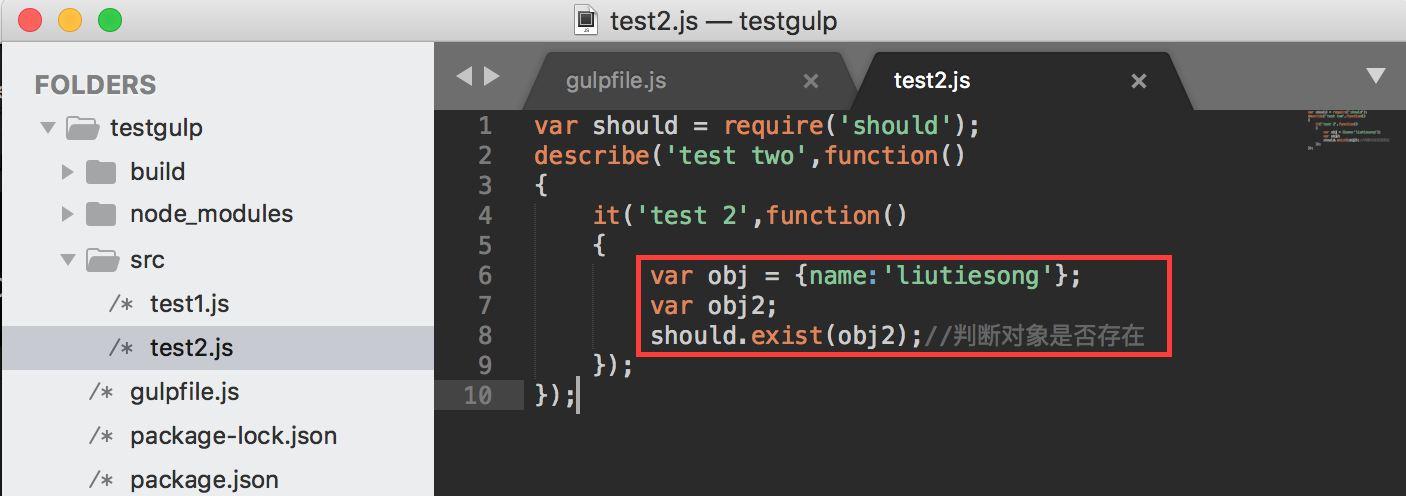 test2.js — testgulp
FOLDERS
testgulp
build
node_modules
src
/* test1.js
/* test2.js
/* gulpfile.js
/* package-lock.json
/* package.json
gulpfile.js ×
test2.js ×
1 var should = require('should');
2 describe('test two',function()
3 {
4     it('test 2',function()
5     {
6         var obj = {name:'liutiesong'};
7         var obj2;
8         should.exist(obj2);//判断对象是否存在
9     });
10 });